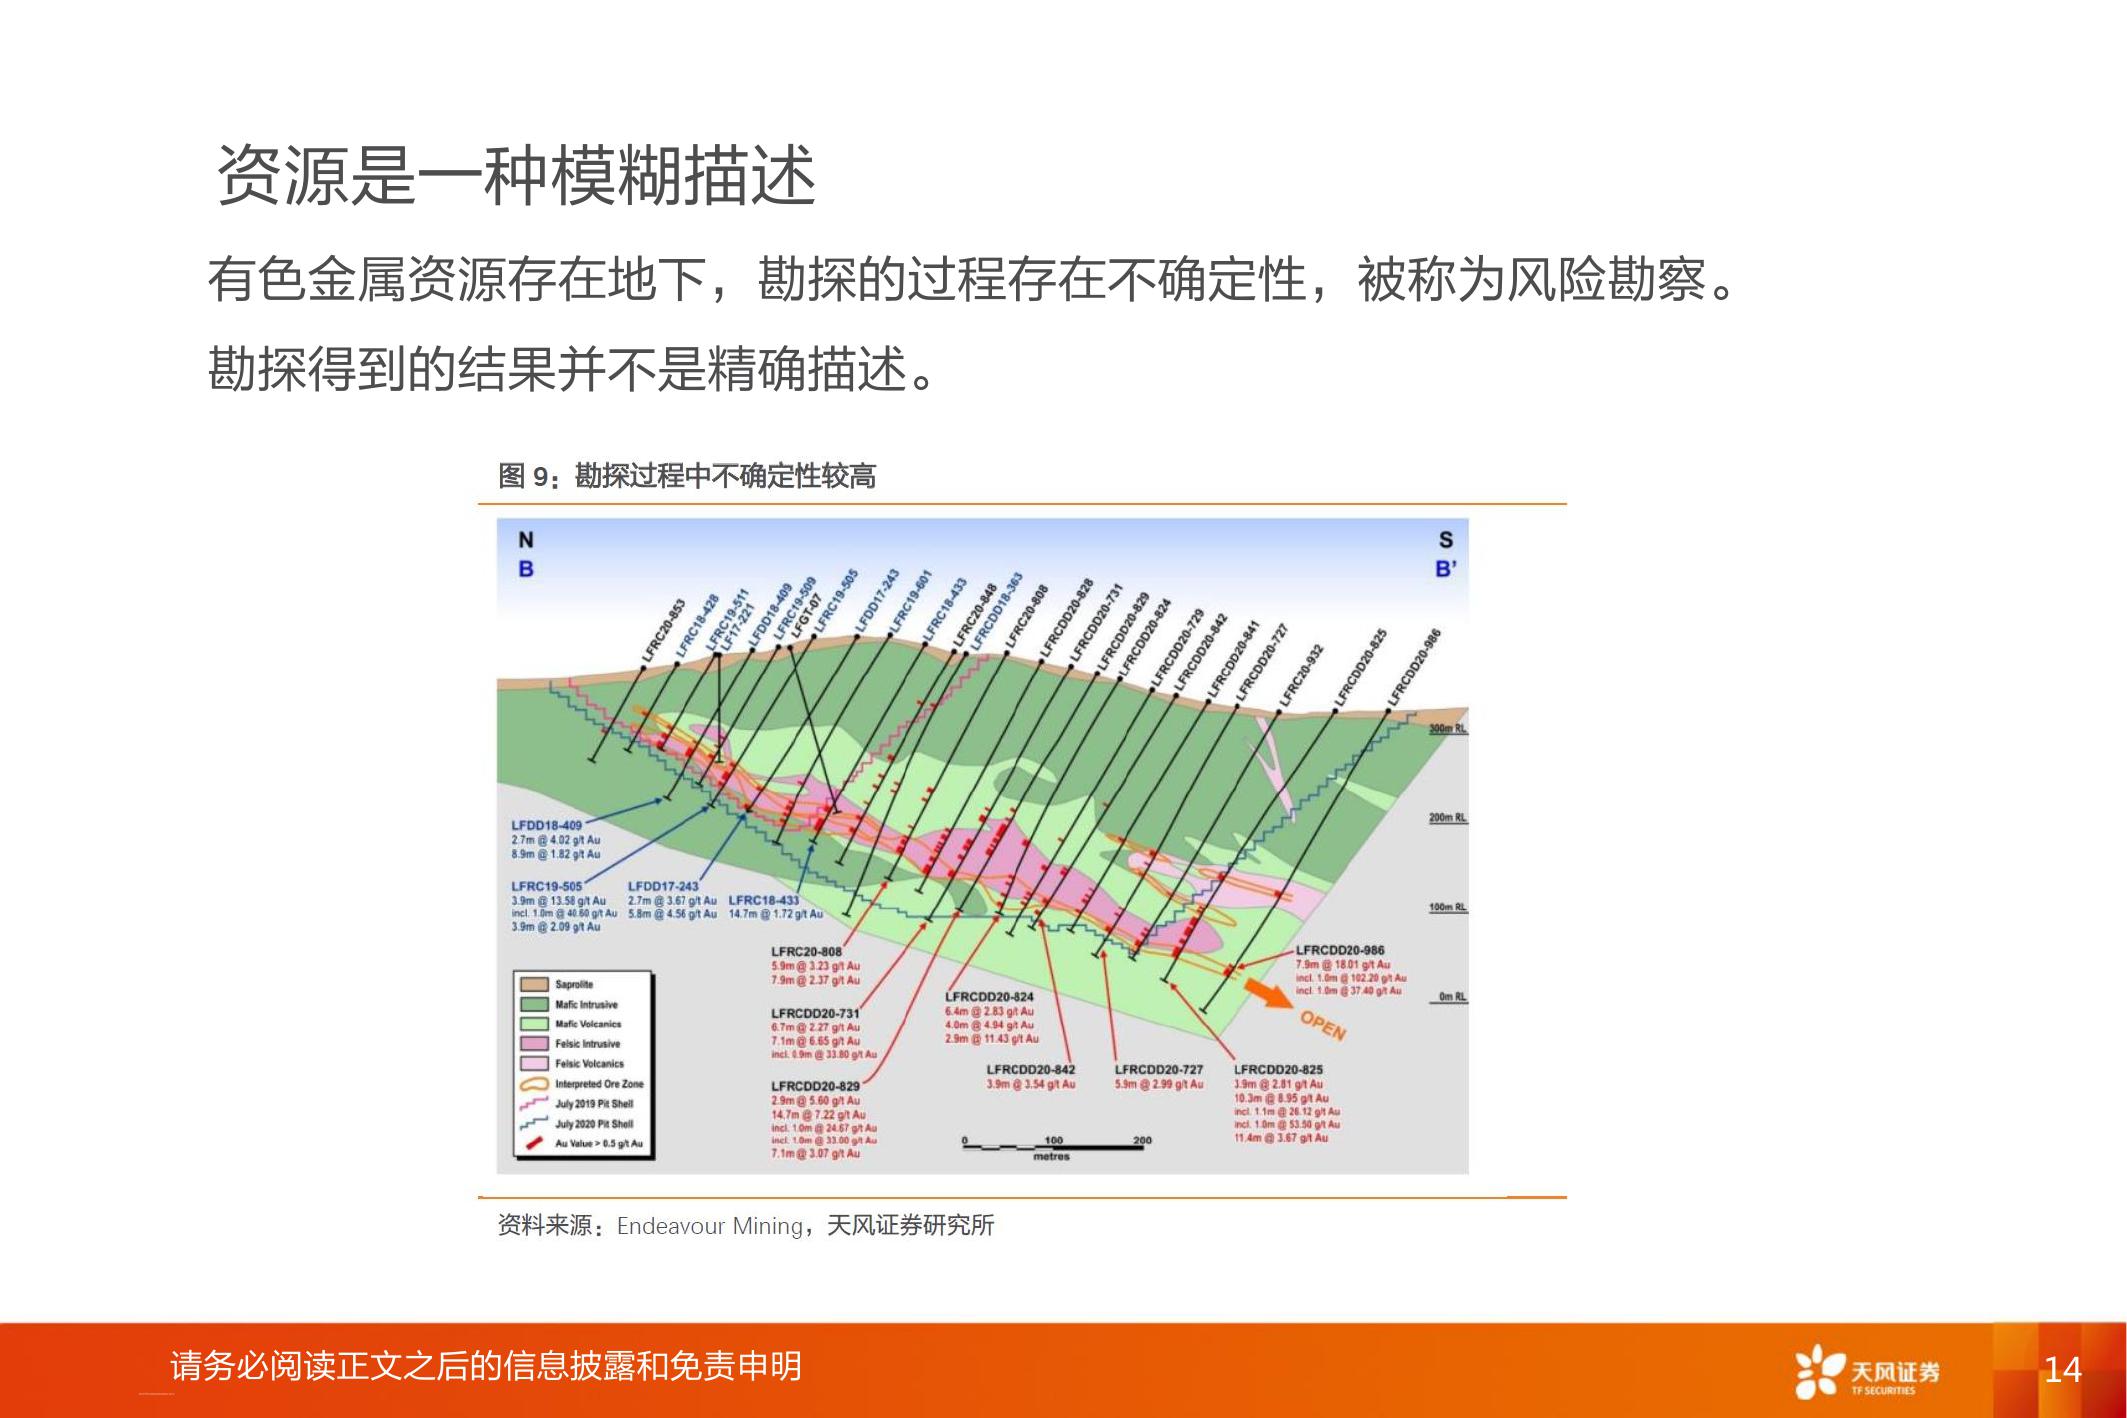 资源是一种模糊描述
有色金属资源存在地下，勘探的过程存在不确定性，被称为风险勘察。
勘探得到的结果并不是精确描述。
图 9：勘探过程中不确定性较高
N
S
B
B'
LFRC20-853
LFRC18-428
LFRC19-511
LF17-221
LFDD18-409
LFRC19-509
LFGT-07
LFRC19-505
LFDD17-243
LFRC19-601
LFRC18-433
LFRC20-848
LFRCDD18-363
LFRC20-808
LFRCDD20-828
LFRCDD20-731
LFRCDD20-829
LFRCDD20-824
LFRCDD20-729
LFRCDD20-842
LFRCDD20-841
LFRCDD20-727
LFRC20-932
LFRCDD20-825
LFRCDD20-986
300m RL
200m RL
100m RL
0m RL
LFDD18-409
2.7m @ 4.02 g/t Au
8.9m @ 1.82 g/t Au
LFRC19-505
3.9m @ 13.58 g/t Au
incl. 1.0m @ 40.60 g/t Au
3.9m @ 2.09 g/t Au
LFDD17-243
2.7m @ 3.67 g/t Au
5.8m @ 4.56 g/t Au
LFRC18-433
14.7m @ 1.72 g/t Au
LFRC20-808
5.9m @ 3.23 g/t Au
7.9m @ 2.37 g/t Au
LFRCDD20-731
6.7m @ 2.27 g/t Au
7.1m @ 6.65 g/t Au
incl. 0.9m @ 33.80 g/t Au
LFRCDD20-829
2.9m @ 5.60 g/t Au
14.7m @ 7.22 g/t Au
incl. 1.0m @ 24.67 g/t Au
incl. 1.0m @ 33.00 g/t Au
7.1m @ 3.07 g/t Au
LFRCDD20-824
6.4m @ 2.83 g/t Au
4.0m @ 4.94 g/t Au
2.9m @ 11.43 g/t Au
LFRCDD20-842
3.9m @ 3.54 g/t Au
LFRCDD20-727
5.9m @ 2.99 g/t Au
LFRCDD20-825
3.9m @ 2.81 g/t Au
10.3m @ 8.95 g/t Au
incl. 1.1m @ 26.12 g/t Au
incl. 1.0m @ 53.50 g/t Au
11.4m @ 3.67 g/t Au
LFRCDD20-986
7.9m @ 18.01 g/t Au
incl. 1.0m @ 102.20 g/t Au
incl. 1.0m @ 37.40 g/t Au
OPEN
Saprolite
Mafic Intrusive
Mafic Volcanics
Felsic Intrusive
Felsic Volcanics
Interpreted Ore Zone
July 2019 Pit Shell
July 2020 Pit Shell
Au Value > 0.5 g/t Au
0 100 200
metres
资料来源：Endeavour Mining，天风证券研究所
请务必阅读正文之后的信息披露和免责申明
天风证券
TF SECURITIES
14